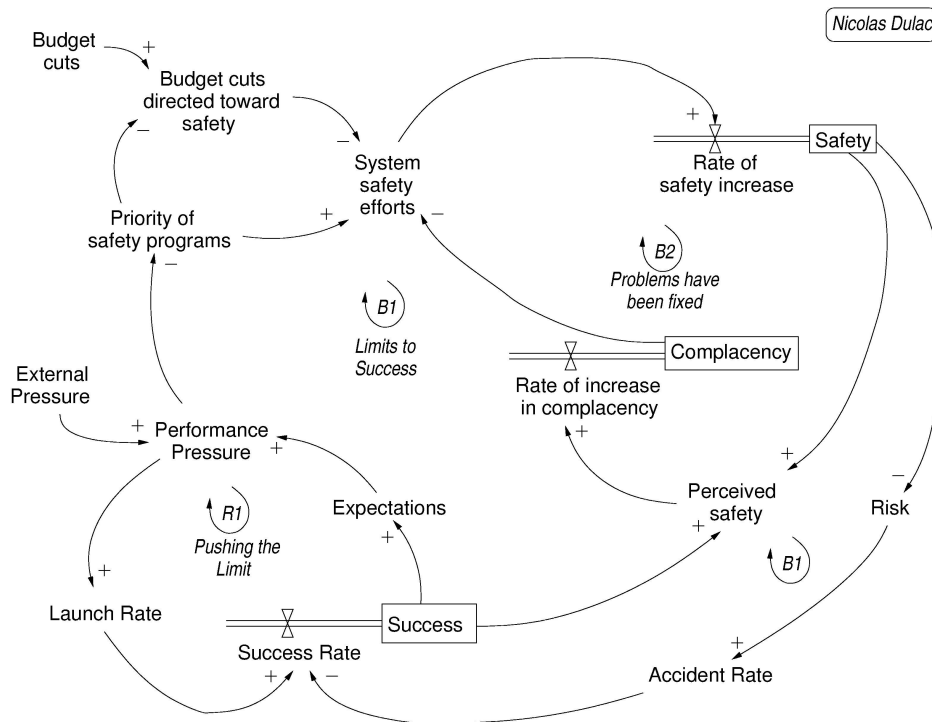 Nicolas Dulac
Budget
cuts
+
Budget cuts
directed toward
safety
−
−
+
Safety
Rate of
safety increase
System
safety
efforts
Priority of
safety programs
+
−
−
B2
Problems have
been fixed
B1
Limits to
Success
Complacency
Rate of increase
in complacency
External
Pressure
+
Performance
Pressure
+
+
+
−
Perceived
safety
Risk
Expectations
R1
Pushing the
Limit
+
+
B1
+
Launch Rate
Success
Success Rate
+
−
+
Accident Rate